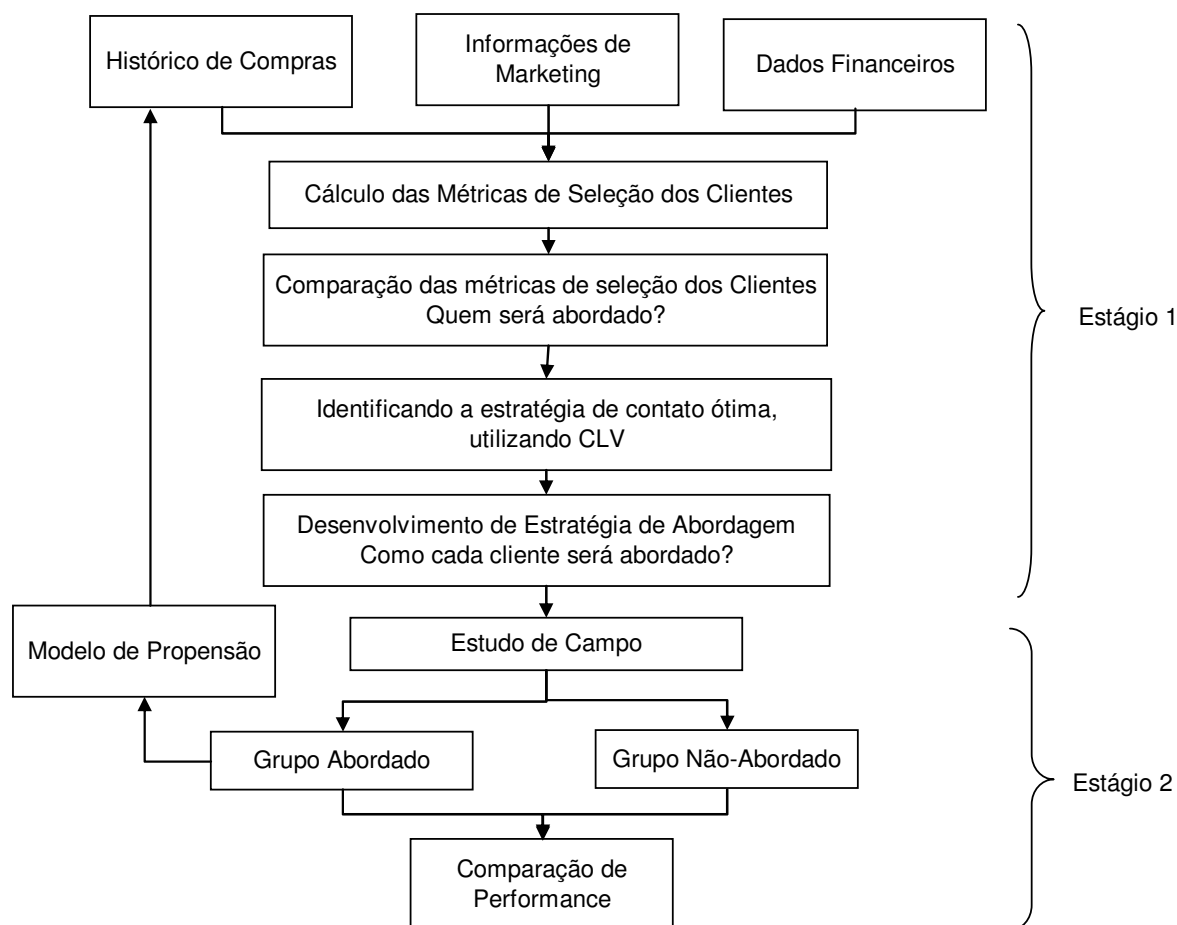 Histórico de Compras
Informações de
Marketing
Dados Financeiros
Cálculo das Métricas de Seleção dos Clientes
Comparação das métricas de seleção dos Clientes
Quem será abordado?
Estágio 1
Identificando a estratégia de contato ótima,
utilizando CLV
Desenvolvimento de Estratégia de Abordagem
Como cada cliente será abordado?
Modelo de Propensão
Estudo de Campo
Grupo Abordado
Grupo Não-Abordado
Estágio 2
Comparação de
Performance